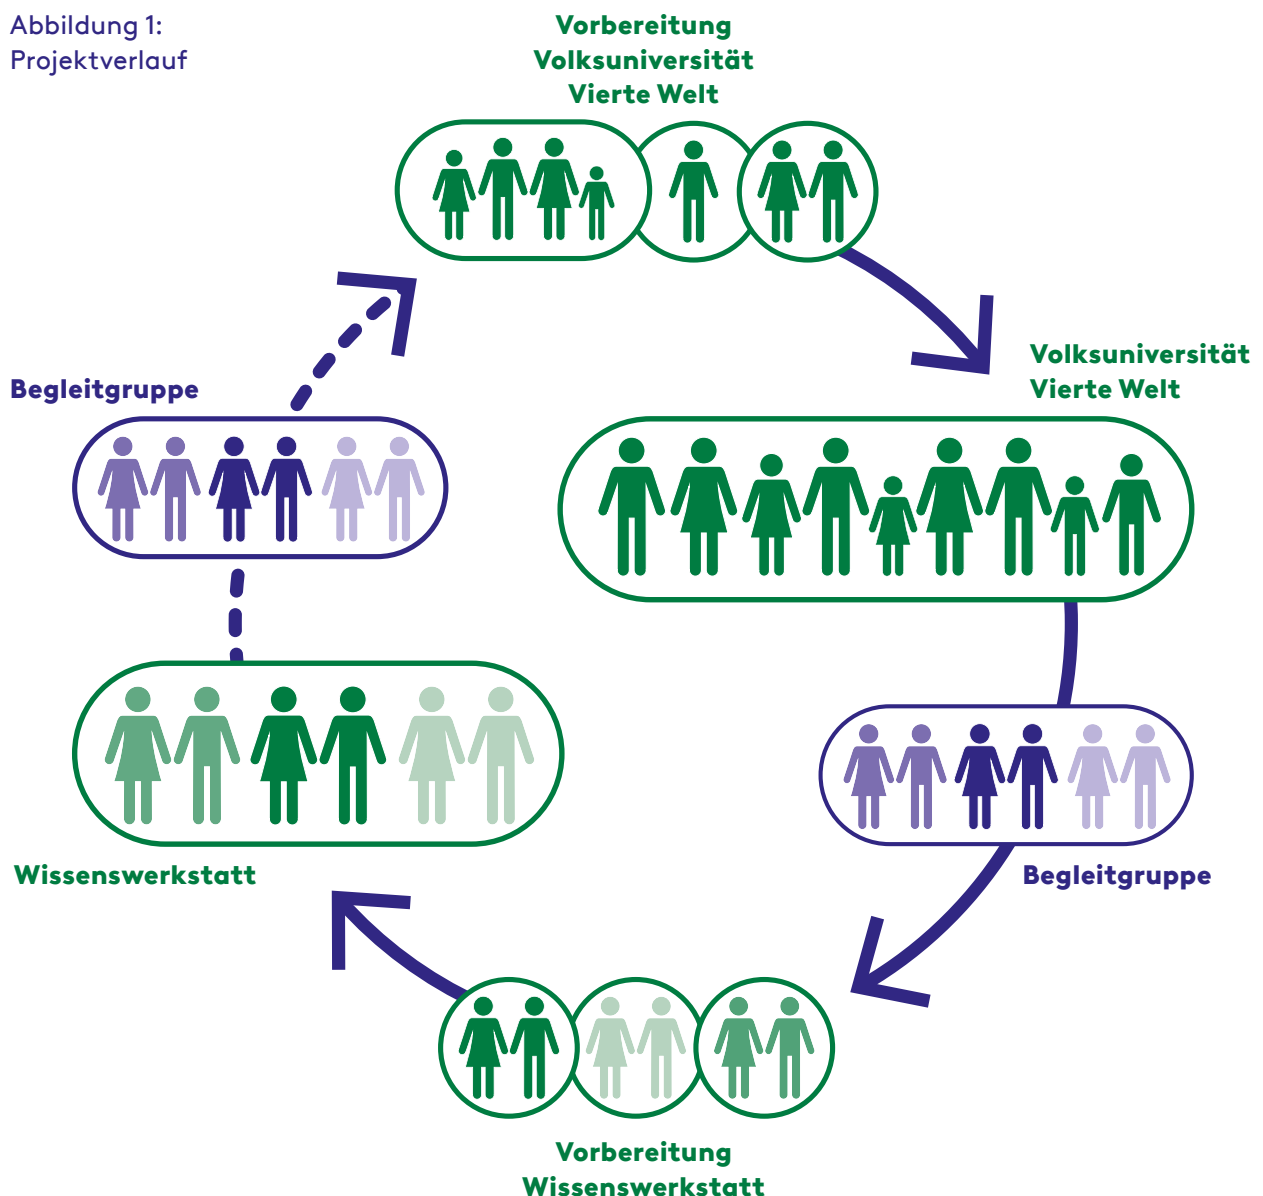 Abbildung 1:
Projektverlauf
Vorbereitung
Volksuniversität
Vierte Welt
Volksuniversität
Vierte Welt
Begleitgruppe
Wissenswerkstatt
Begleitgruppe
Vorbereitung
Wissenswerkstatt